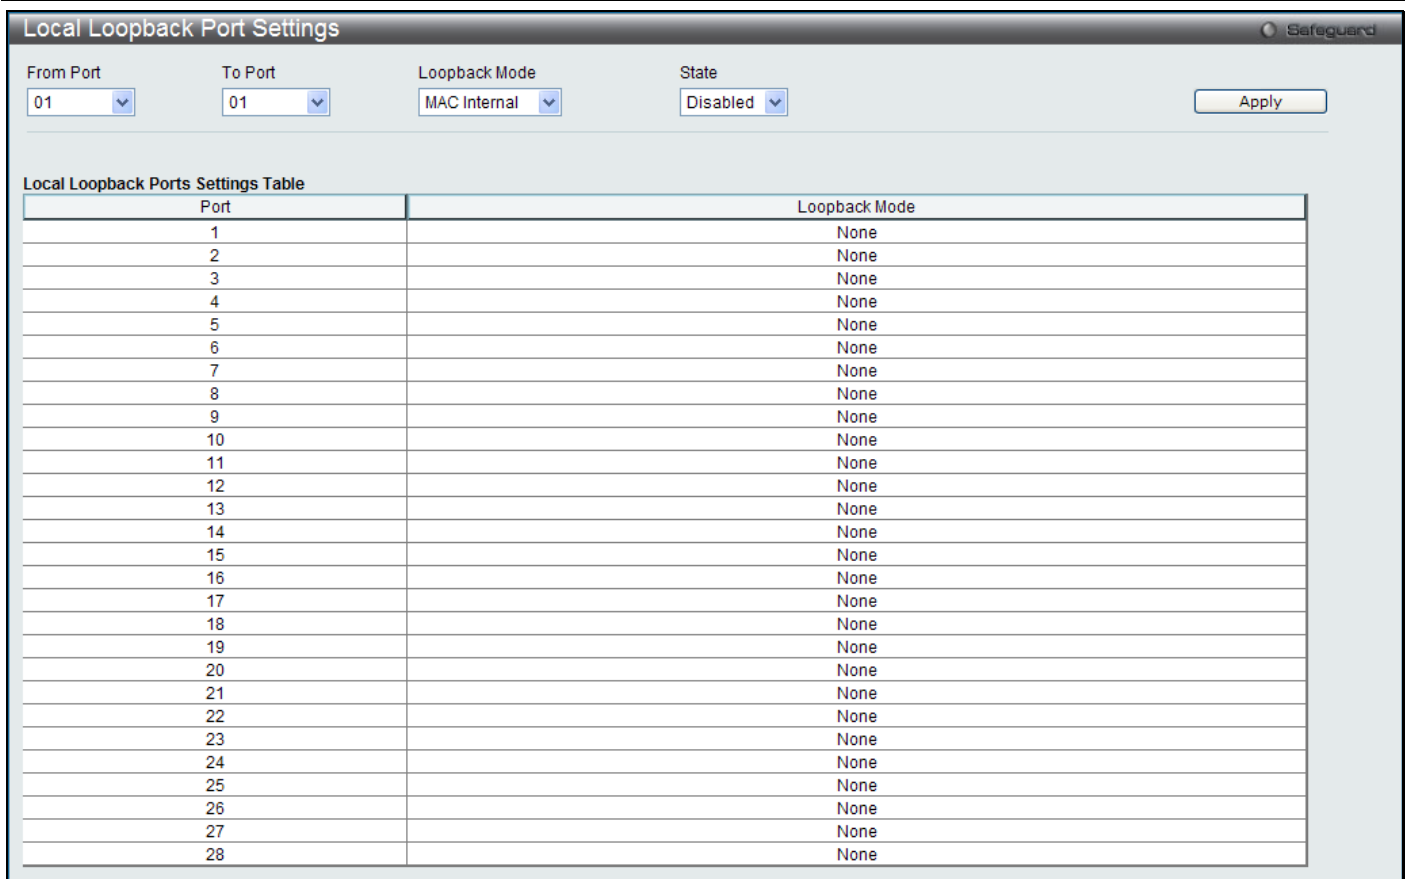 Local Loopback Port Settings
Safeguard
From Port To Port Loopback Mode State
01 01 MAC Internal Disabled Apply
Local Loopback Ports Settings Table
Port Loopback Mode
1 None
2 None
3 None
4 None
5 None
6 None
7 None
8 None
9 None
10 None
11 None
12 None
13 None
14 None
15 None
16 None
17 None
18 None
19 None
20 None
21 None
22 None
23 None
24 None
25 None
26 None
27 None
28 None